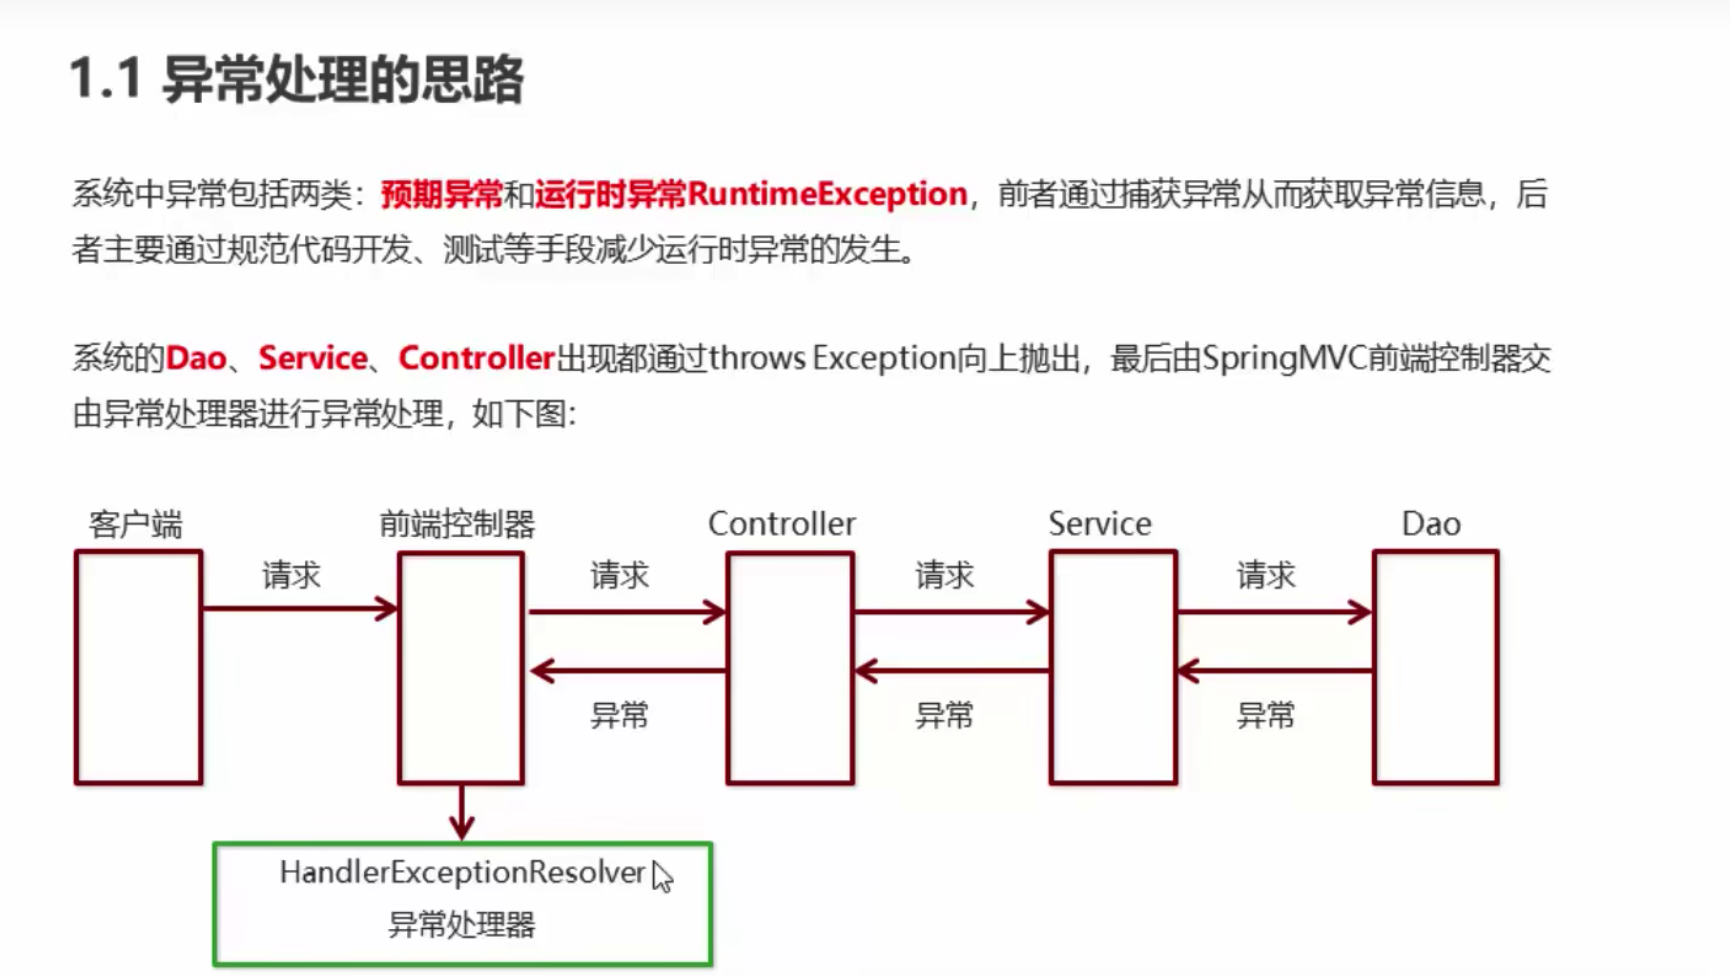 1.1 异常处理的思路
系统中异常包括两类：预期异常和运行时异常RuntimeException，前者通过捕获异常从而获取异常信息，后
者主要通过规范代码开发、测试等手段减少运行时异常的发生。
系统的Dao、Service、Controller出现都通过throws Exception向上抛出，最后由SpringMVC前端控制器交
由异常处理器进行异常处理，如下图：
客户端 前端控制器 Controller Service Dao
请求 请求 请求 请求
异常 异常 异常
HandlerExceptionResolver
异常处理器